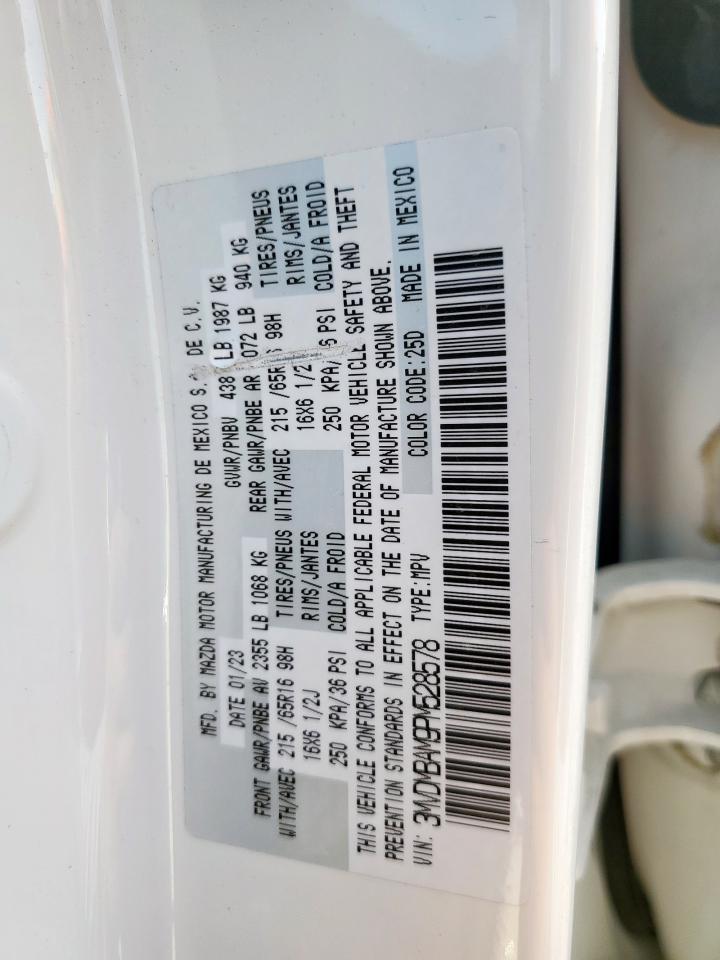 MFD. BY MAZDA MOTOR MANUFACTURING DE MEXICO S. DE C.V.
DATE 01/23 GVWR/PNBV 438 LB 1987 KG
FRONT GAWR/PNBE AV 2355 LB 1068 KG REAR GAWR/PNBE AR 072 LB 940 KG
WITH/AVEC 215 /65R16 98H TIRES/PNEUS WITH/AVEC 215 /65R 98H TIRES/PNEUS
16X6 1/2J RIMS/JANTES 16X6 1/2 RIMS/JANTES
250 KPA/36 PSI COLD/A FROID 250 KPA/ 6 PSI COLD/A FROID
THIS VEHICLE CONFORMS TO ALL APPLICABLE FEDERAL MOTOR VEHICLE SAFETY AND THEFT
PREVENTION STANDARDS IN EFFECT ON THE DATE OF MANUFACTURE SHOWN ABOVE.
VIN: 3MVDMBAM9PM528578 TYPE:MPV COLOR CODE:25D MADE IN MEXICO